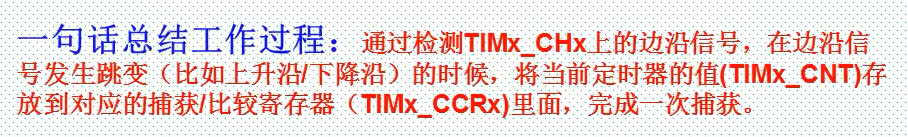 一句话总结工作过程：通过检测TIMx_CHx上的边沿信号，在边沿信
号发生跳变（比如上升沿/下降沿）的时候，将当前定时器的值(TIMx_CNT)存
放到对应的捕获/比较寄存器（TIMx_CCRx)里面，完成一次捕获。